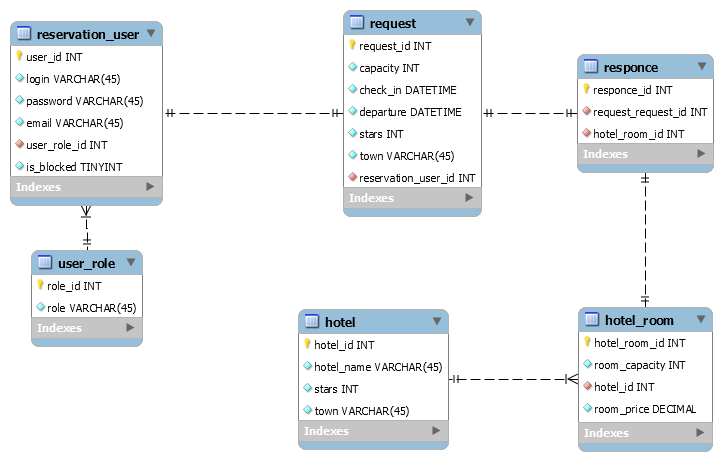 reservation_user
user_id INT
login VARCHAR(45)
password VARCHAR(45)
email VARCHAR(45)
user_role_id INT
is_blocked TINYINT
Indexes
request
request_id INT
capacity INT
check_in DATETIME
departure DATETIME
stars INT
town VARCHAR(45)
reservation_user_id INT
Indexes
responce
responce_id INT
request_request_id INT
hotel_room_id INT
Indexes
user_role
role_id INT
role VARCHAR(45)
Indexes
hotel
hotel_id INT
hotel_name VARCHAR(45)
stars INT
town VARCHAR(45)
Indexes
hotel_room
hotel_room_id INT
room_capacity INT
hotel_id INT
room_price DECIMAL
Indexes